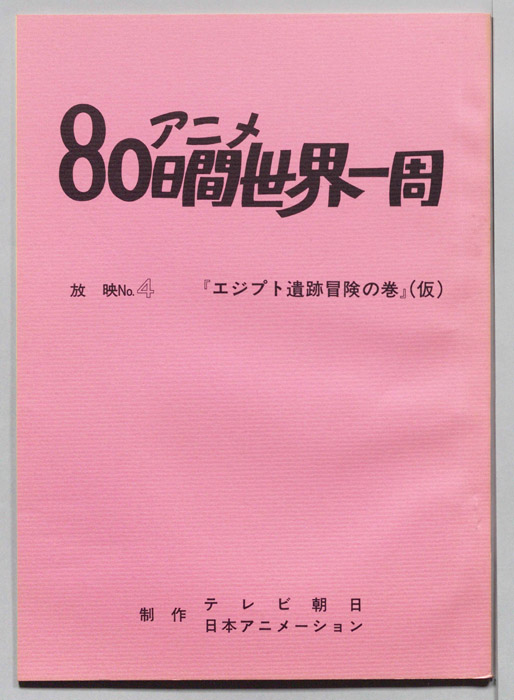 アニメ
80日間世界一周
放 映No.4 『エジプト遺跡冒険の巻』(仮)
制 作 テ レ ビ 朝 日
日本アニメーション